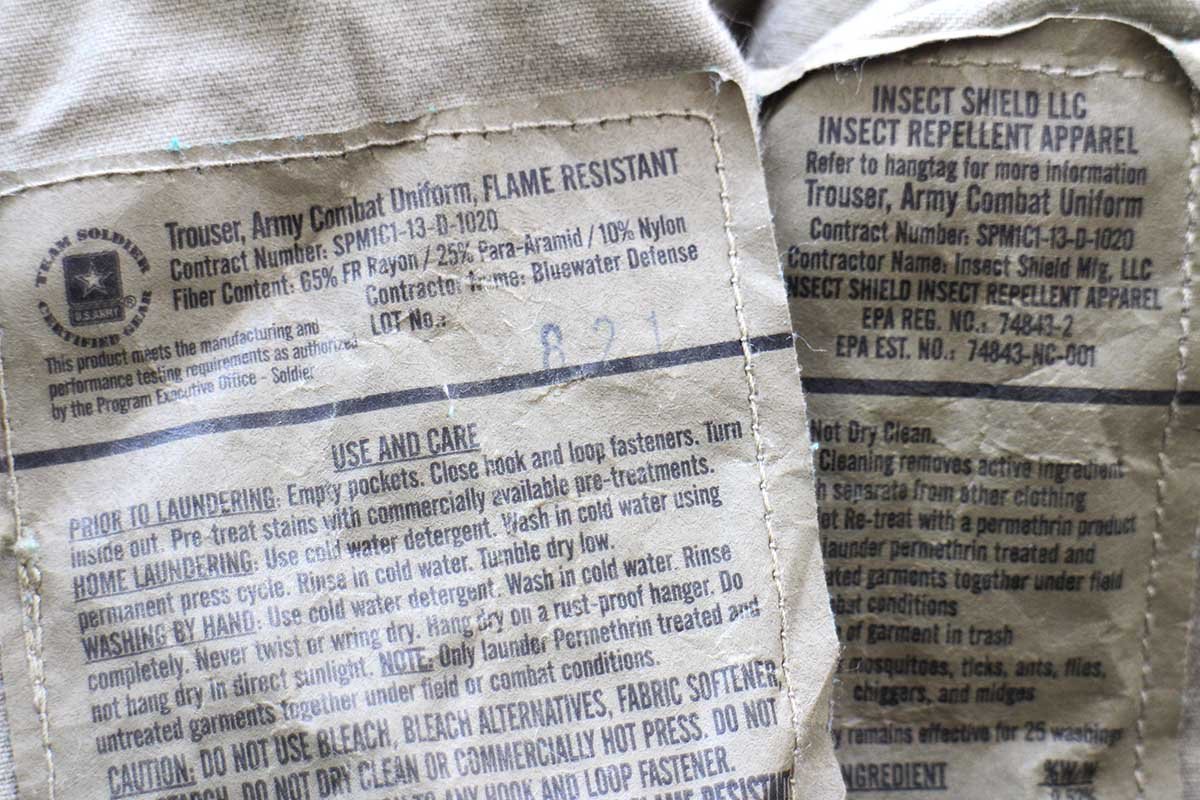 TEAM SOLDIER
U.S.ARMY ®
CERTIFIED GEAR
Trouser, Army Combat Uniform, FLAME RESISTANT
Contract Number: SPM1C1-13-D-1020
Fiber Content: 65% FR Rayon / 25% Para-Aramid / 10% Nylon
Contractor Name: Bluewater Defense
LOT No.:
821
This product meets the manufacturing and
performance testing requirements as authorized
by the Program Executive Office - Soldier
USE AND CARE
PRIOR TO LAUNDERING: Empty pockets. Close hook and loop fasteners. Turn
inside out. Pre-treat stains with commercially available pre-treatments.
HOME LAUNDERING: Use cold water detergent. Wash in cold water using
permanent press cycle. Rinse in cold water. Tumble dry low.
WASHING BY HAND: Use cold water detergent. Wash in cold water. Rinse
completely. Never twist or wring dry. Hang dry on a rust-proof hanger. Do
not hang dry in direct sunlight. NOTE: Only launder Permethrin treated and
untreated garments together under field or combat conditions.
CAUTION: DO NOT USE BLEACH, BLEACH ALTERNATIVES, FABRIC SOFTENER,
STARCH. DO NOT DRY CLEAN OR COMMERCIALLY HOT PRESS. DO NOT
TO ANY HOOK AND LOOP FASTENER.
FLAME RESISTANT
INSECT SHIELD LLC
INSECT REPELLENT APPAREL
Refer to hangtag for more information
Trouser, Army Combat Uniform
Contract Number: SPM1C1-13-D-1020
Contractor Name: Insect Shield Mfg, LLC
INSECT SHIELD INSECT REPELLENT APPAREL
EPA REG. NO.: 74843-2
EPA EST. NO.: 74843-NC-001
Not Dry Clean.
Cleaning removes active ingredient
separate from other clothing
Re-treat with a permethrin product
launder permethrin treated and
garments together under field
conditions
of garment in trash
mosquitoes, ticks, ants, flies,
chiggers, and midges
remains effective for 25 washings
INGREDIENT %W/W
0.52%